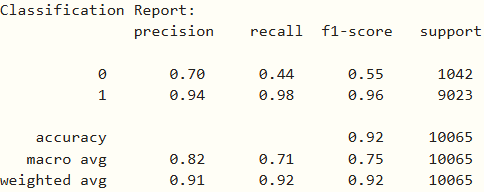 Classification Report:
precision recall f1-score support
0 0.70 0.44 0.55 1042
1 0.94 0.98 0.96 9023
accuracy 0.92 10065
macro avg 0.82 0.71 0.75 10065
weighted avg 0.91 0.92 0.92 10065